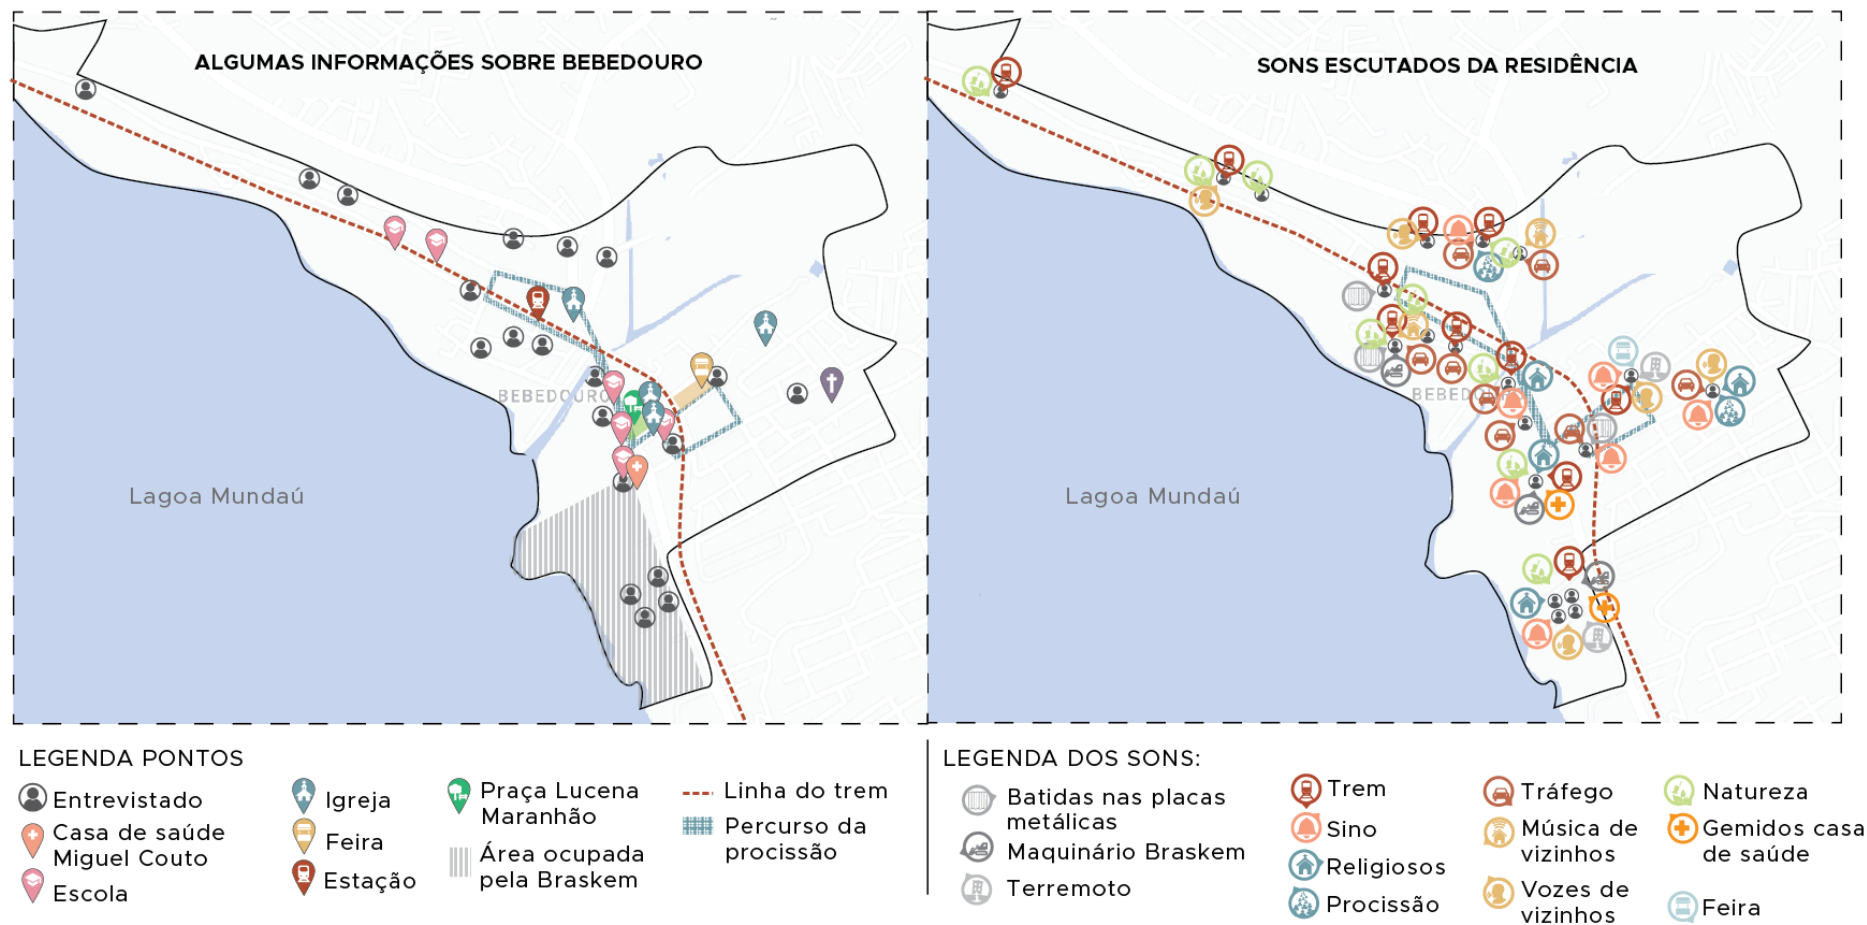 ALGUMAS INFORMAÇÕES SOBRE BEBEDOURO
BEBEDOURO
Lagoa Mundaú
SONS ESCUTADOS DA RESIDÊNCIA
BEBEDOURO
Lagoa Mundaú
LEGENDA PONTOS
Entrevistado
Casa de saúde
Miguel Couto
Escola
Igreja
Feira
Estação
Praça Lucena
Maranhão
Área ocupada
pela Braskem
Linha do trem
Percurso da
procissão
LEGENDA DOS SONS:
Batidas nas placas
metálicas
Maquinário Braskem
Terremoto
Trem
Sino
Religiosos
Procissão
Tráfego
Música de
vizinhos
Vozes de
vizinhos
Natureza
Gemidos casa
de saúde
Feira